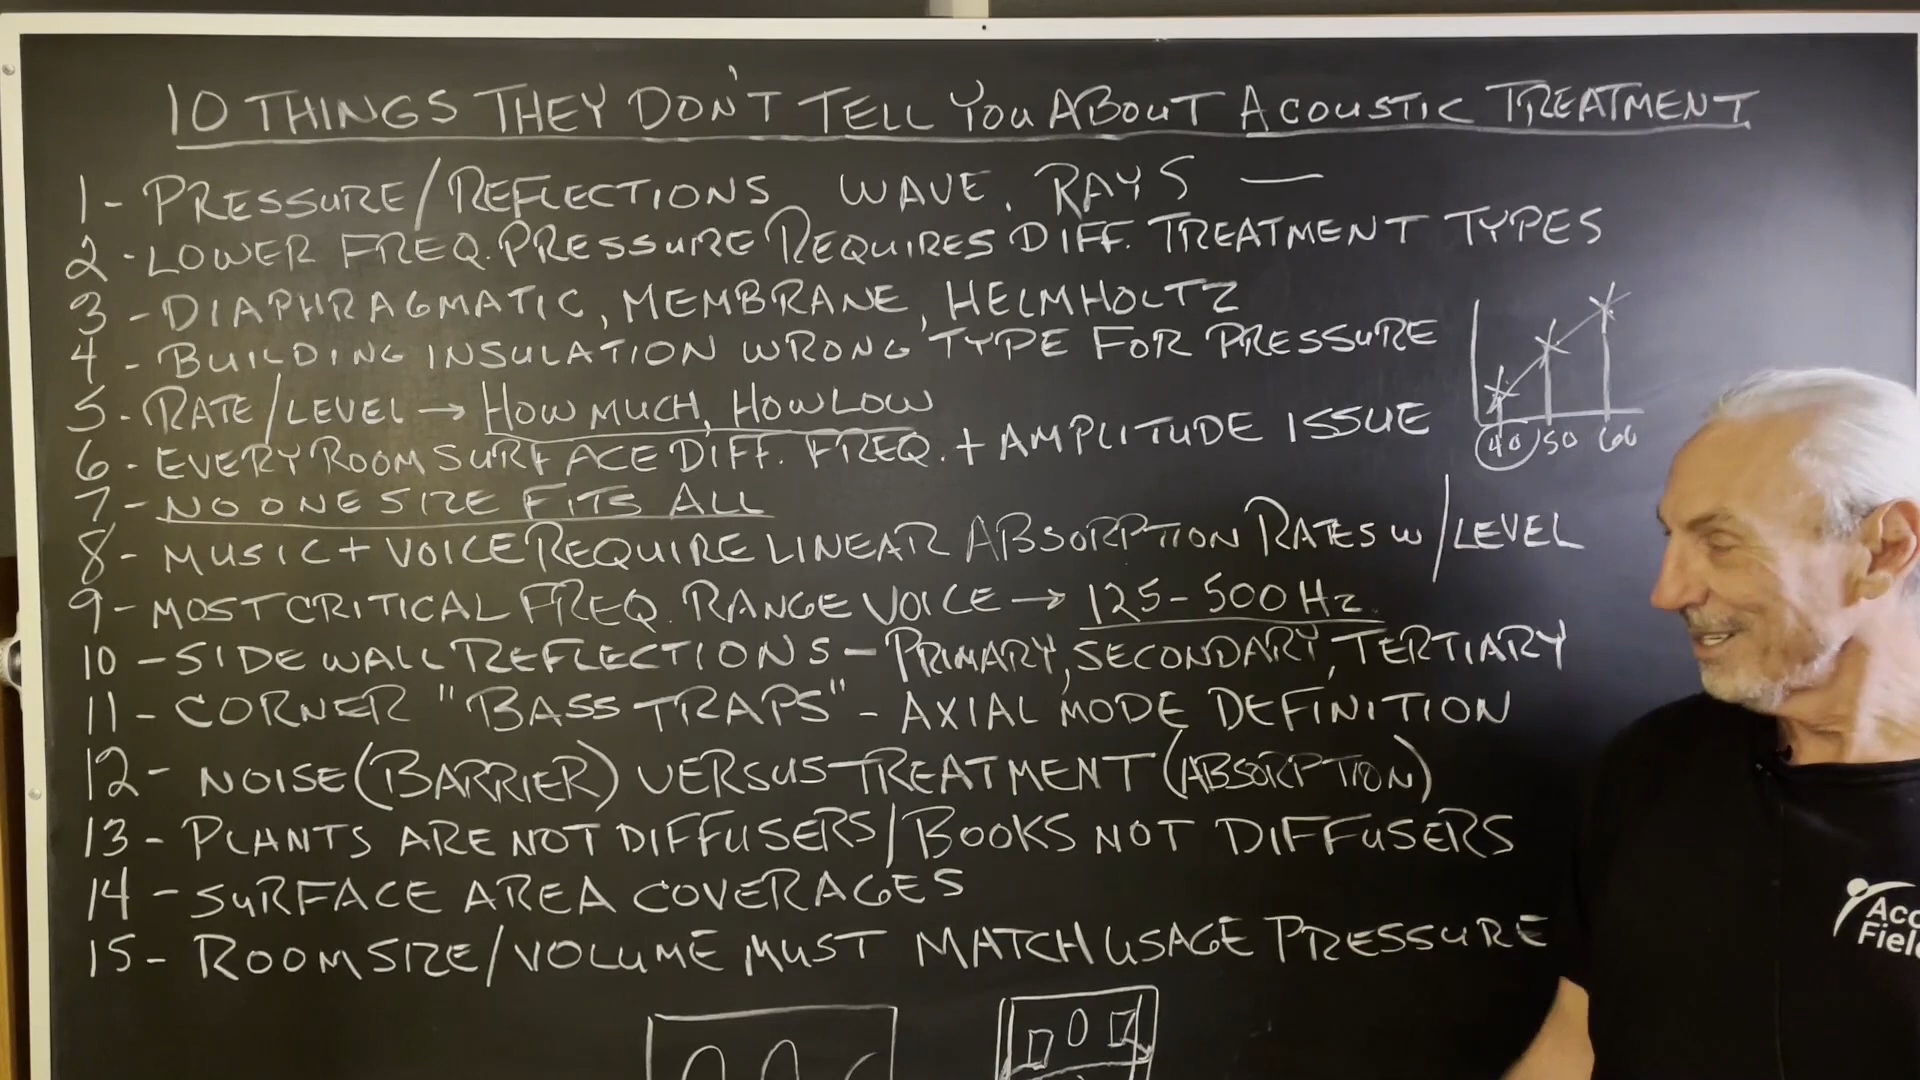 10 THINGS THEY DON'T TELL YOU ABOUT ACOUSTIC TREATMENT
1- PRESSURE/REFLECTIONS WAVE. RAYS —
2-LOWER FREQ. PRESSURE REQUIRES DIFF. TREATMENT TYPES
3-DIAPHRAGMATIC, MEMBRANE, HELMHOLTZ
4-BUILDING INSULATION WRONG TYPE FOR PRESSURE
5-RATE/LEVEL → HOW MUCH, HOW LOW
6-EVERY ROOM SURFACE DIFF. FREQ. + AMPLITUDE ISSUE
40 50 60
7-NO ONE SIZE FITS ALL
8-MUSIC + VOICE REQUIRE LINEAR ABSORPTION RATES W/LEVEL
9-MOST CRITICAL FREQ. RANGE VOICE → 125-500 Hz.
10-SIDE WALL REFLECTIONS - PRIMARY, SECONDARY, TERTIARY
11-CORNER "BASS TRAPS" - AXIAL MODE DEFINITION
12-NOISE (BARRIER) VERSUS TREATMENT (ABSORPTION)
13-PLANTS ARE NOT DIFFUSERS/BOOKS NOT DIFFUSERS
14-SURFACE AREA COVERAGES
15-ROOM SIZE/VOLUME MUST MATCH USAGE PRESSURE